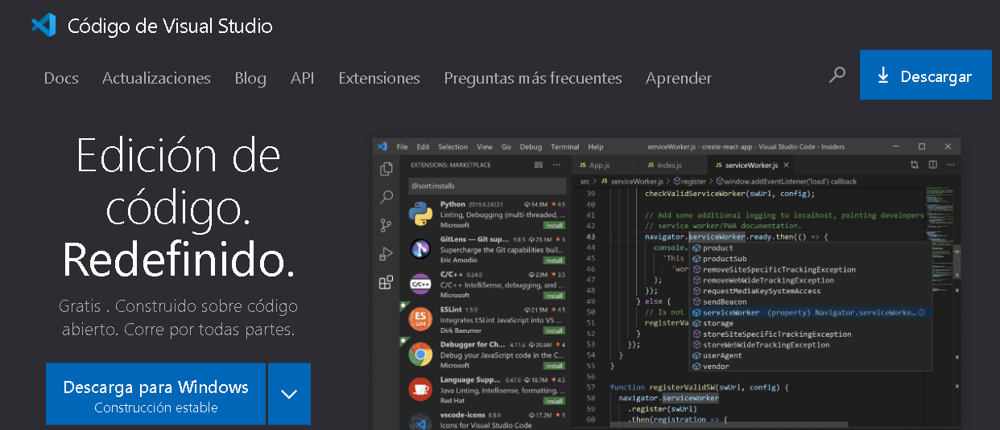 Código de Visual Studio
Docs Actualizaciones Blog API Extensiones Preguntas más frecuentes Aprender
Descargar
Edición de
código.
Redefinido.
Gratis . Construido sobre código
abierto. Corre por todas partes.
Descarga para Windows
Construcción estable
File Edit Selection View Go Debug Terminal Help
serviceWorker.js - create-react-app - Visual Studio Code - Insiders
EXTENSIONS: MARKETPLACE
@sort:installs
Python 2019.6.24221 54.9M 4.5
Linting, Debugging (multi-threaded, ...
Microsoft Install
GitLens — Git sup... 9.8.5 23.1M 5
Supercharge the Git capabilities buil...
Eric Amodio Install
C/C++ 0.24.0 23M 3.5
C/C++ IntelliSense, debugging, and ...
Microsoft Install
ESLint 1.9.0 21.9M 4.5
Integrates ESLint JavaScript into VS ...
Dirk Baeumer Install
Debugger for Ch... 4.11.6 20.6M 4
Debug your JavaScript code in the C...
Microsoft Install
Language Supp... 0.47.0 18.7M 4.5
Java Linting, Intellisense, formatting, ...
Red Hat Install
vscode-icons 8.8.0 17.2M 5
Icons for Visual Studio Code
JS App.js JS index.js JS serviceWorker.js
src > JS serviceWorker.js > register > window.addEventListener('load') callback
39 checkValidServiceWorker(swUrl, config);
40
41 // Add some additional logging to localhost, pointing developers
42 // service worker/PWA documentation.
43 navigator.serviceWorker.ready.then(() => {
44 console.
45 'This
46 'wor
47 );
48 });
49 } else {
50 // Is not
51 registerVa
52 }
53 });
54 }
55 }
56
57 function registerValidSW(swUrl, config) {
58 navigator.serviceWorker
59 .register(swUrl)
60 .then(registration => {
product
productSub
removeSiteSpecificTrackingException
removeWebWideTrackingException
requestMediaKeySystemAccess
sendBeacon
serviceWorker (property) Navigator.serviceWorke...
storage
storeSiteSpecificTrackingException
storeWebWideTrackingException
userAgent
vendor